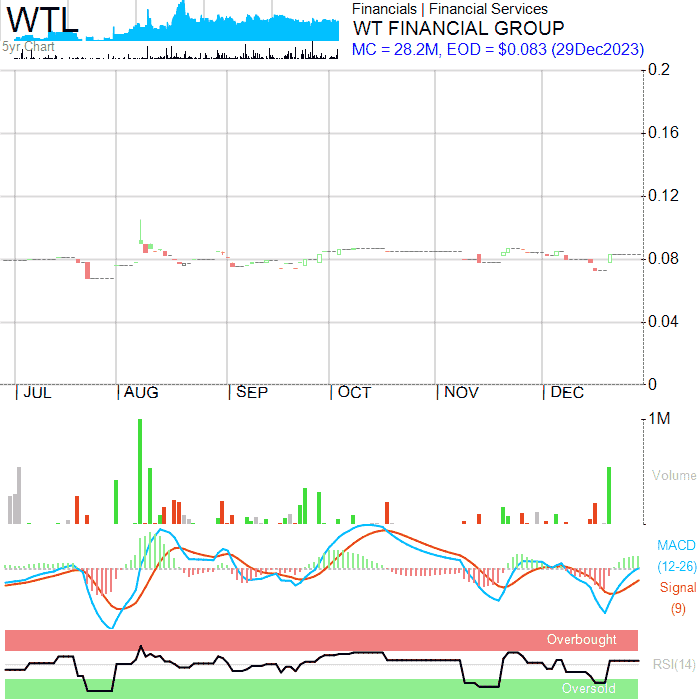 WTL
5yr.Chart
Financials | Financial Services
WT FINANCIAL GROUP
MC = 28.2M, EOD = $0.083 (29Dec2023)
0.2
0.16
0.12
0.08
0.04
0
JUL AUG SEP OCT NOV DEC
1M
Volume
MACD
(12-26)
Signal
(9)
Overbought
RSI(14)
Oversold